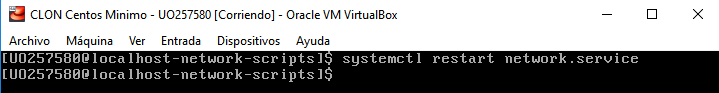 CLON Centos Minimo - UO257580 [Corriendo] - Oracle VM VirtualBox
Archivo Máquina Ver Entrada Dispositivos Ayuda
[UO257580@localhost-network-scripts]$ systemctl restart network.service
[UO257580@localhost-network-scripts]$